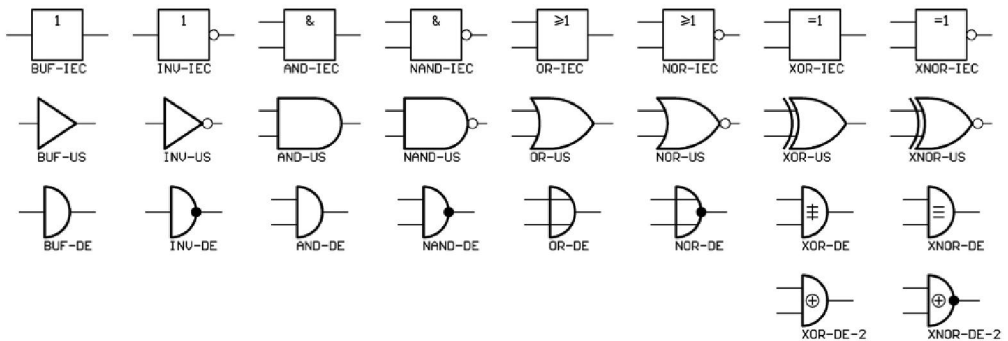 1 1 & & ≥1 ≥1 =1 =1
BUF-IEC INV-IEC AND-IEC NAND-IEC OR-IEC NOR-IEC XOR-IEC XNOR-IEC
BUF-US INV-US AND-US NAND-US OR-US NOR-US XOR-US XNOR-US
BUF-DE INV-DE AND-DE NAND-DE OR-DE NOR-DE XOR-DE XNOR-DE
XOR-DE-2 XNOR-DE-2